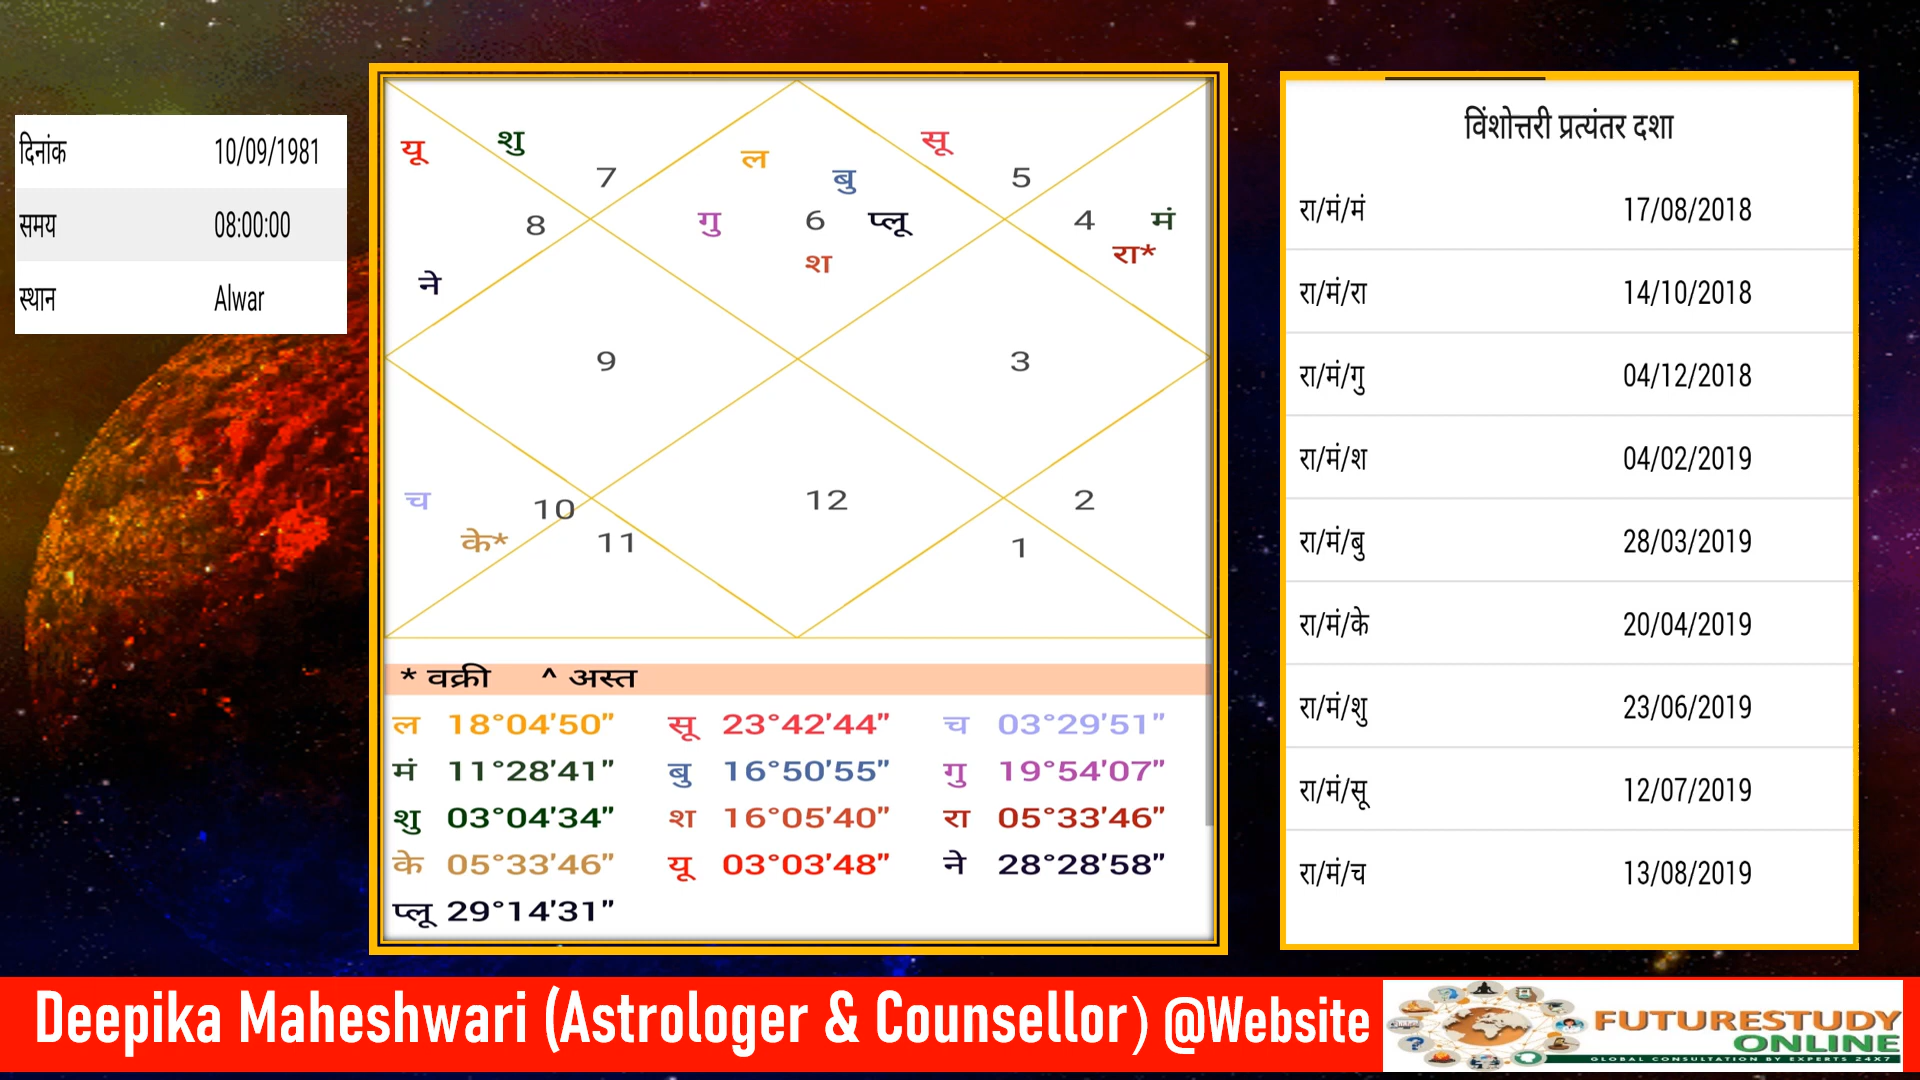 दिनांक 10/09/1981
समय 08:00:00
स्थान Alwar
यू शु 7 ल बु सू 5
8 गु 6 प्लू 4 मं
श रा*
ने
9 3
च 10 12 2
के* 11 1
* वक्री ^ अस्त
ल 18°04'50" सू 23°42'44" च 03°29'51"
मं 11°28'41" बु 16°50'55" गु 19°54'07"
शु 03°04'34" श 16°05'40" रा 05°33'46"
के 05°33'46" यू 03°03'48" ने 28°28'58"
प्लू 29°14'31"
विंशोत्तरी प्रत्यंतर दशा
रा/मं/मं 17/08/2018
रा/मं/रा 14/10/2018
रा/मं/गु 04/12/2018
रा/मं/श 04/02/2019
रा/मं/बु 28/03/2019
रा/मं/के 20/04/2019
रा/मं/शु 23/06/2019
रा/मं/सू 12/07/2019
रा/मं/च 13/08/2019
Deepika Maheshwari (Astrologer & Counsellor) @Website
FUTURESTUDY
ONLINE
GLOBAL CONSULTATION BY EXPERTS 24X7